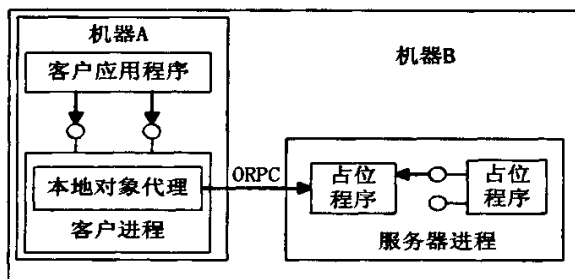 机器A
机器B
客户应用程序
本地对象代理
ORPC
占位
程序
占位
程序
客户进程
服务器进程